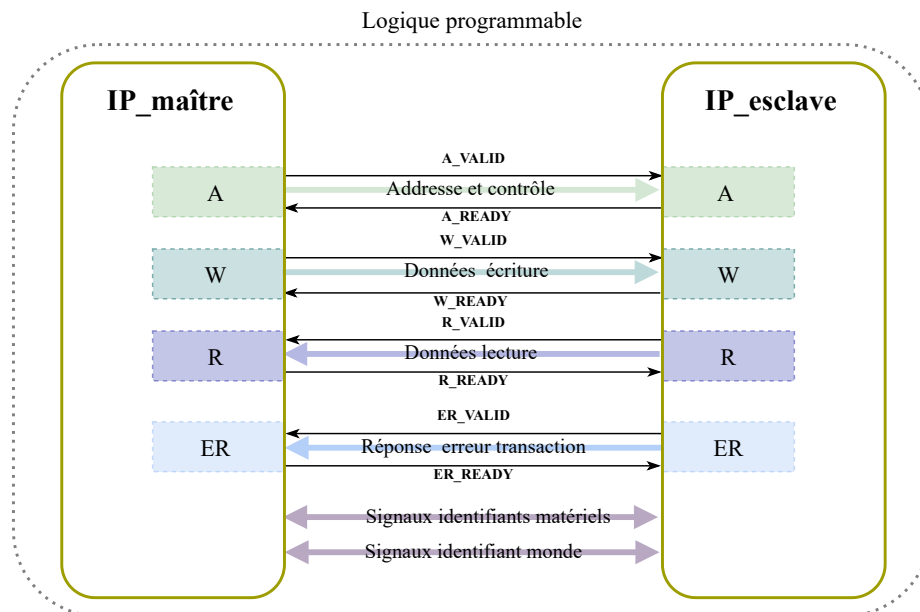 Logique programmable
IP_maître
IP_esclave
A_VALID
A
Addresse et contrôle
A
A_READY
W_VALID
W
Données écriture
W
W_READY
R_VALID
R
Données lecture
R
R_READY
ER_VALID
ER
Réponse erreur transaction
ER
ER_READY
Signaux identifiants matériels
Signaux identifiant monde